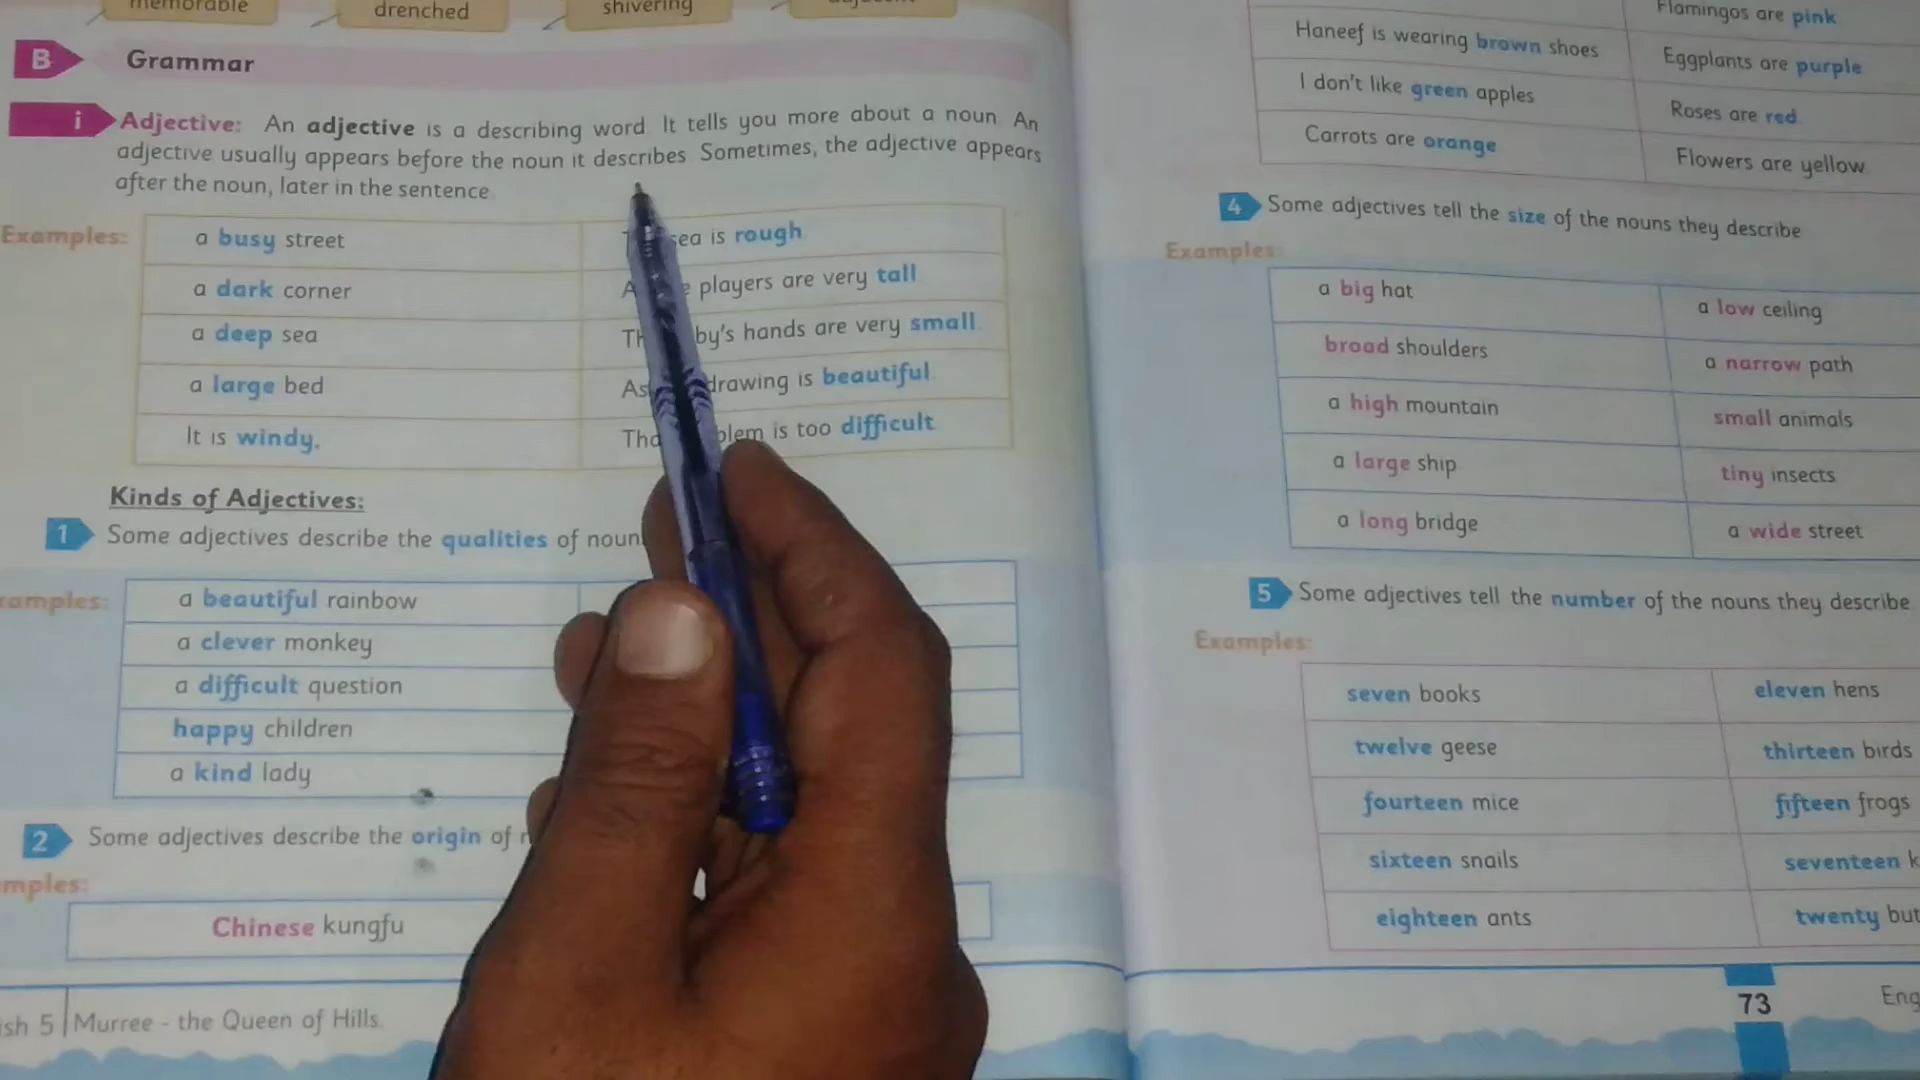 memorable
drenched
shivering
B Grammar
i Adjective: An adjective is a describing word. It tells you more about a noun. An
adjective usually appears before the noun it describes. Sometimes, the adjective appears
after the noun, later in the sentence.
Examples:
a busy street
sea is rough
a dark corner
players are very tall
a deep sea
hands are very small
a large bed
drawing is beautiful
It is windy.
is too difficult
Kinds of Adjectives:
1 Some adjectives describe the qualities of
a beautiful rainbow
a clever monkey
a difficult question
happy children
a kind lady
2 Some adjectives describe the origin of
Chinese kungfu
5 Murree - the Queen of Hills
Flamingos are pink
Haneef is wearing brown shoes
Eggplants are purple
I don't like green apples
Roses are red.
Carrots are orange
Flowers are yellow.
4 Some adjectives tell the size of the nouns they describe
Examples:
a big hat
a low ceiling
broad shoulders
a narrow path
a high mountain
small animals
a large ship
tiny insects
a long bridge
a wide street
5 Some adjectives tell the number of the nouns they describe.
Examples:
seven books
eleven hens
twelve geese
thirteen birds
fourteen mice
fifteen frogs
sixteen snails
seventeen
eighteen ants
twenty
73